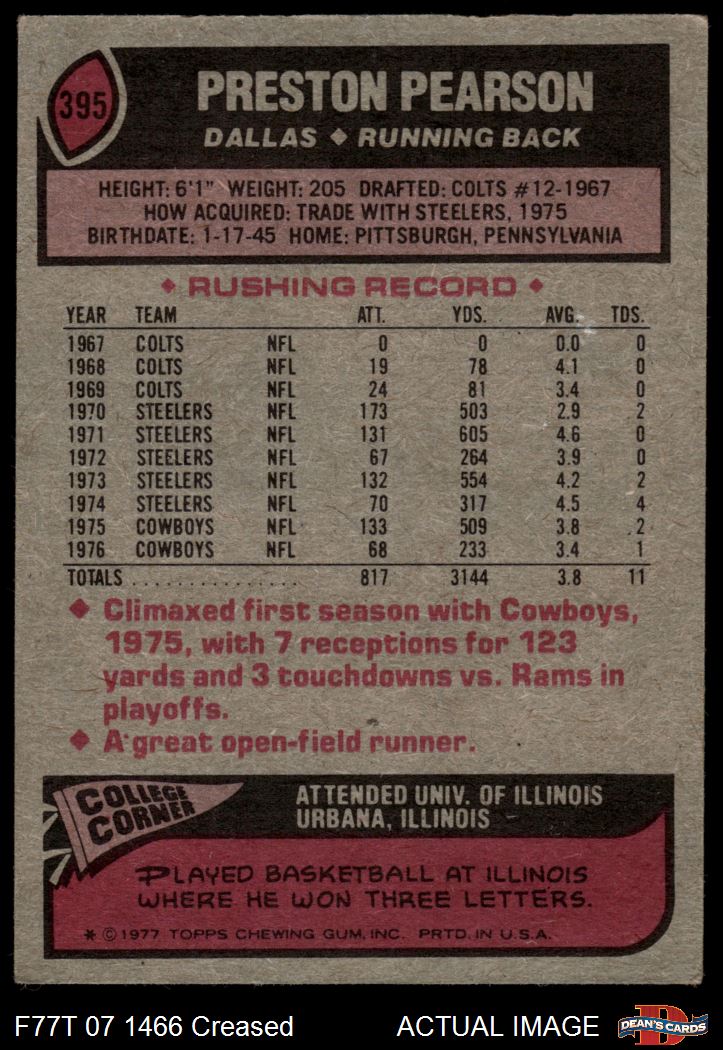 395
PRESTON PEARSON
DALLAS ◆ RUNNING BACK
HEIGHT: 6'1" WEIGHT: 205 DRAFTED: COLTS #12-1967
HOW ACQUIRED: TRADE WITH STEELERS, 1975
BIRTHDATE: 1-17-45 HOME: PITTSBURGH, PENNSYLVANIA
◆ RUSHING RECORD ◆
YEAR TEAM ATT. YDS. AVG. TDS.
1967 COLTS NFL 0 0 0.0 0
1968 COLTS NFL 19 78 4.1 0
1969 COLTS NFL 24 81 3.4 0
1970 STEELERS NFL 173 503 2.9 2
1971 STEELERS NFL 131 605 4.6 0
1972 STEELERS NFL 67 264 3.9 0
1973 STEELERS NFL 132 554 4.2 2
1974 STEELERS NFL 70 317 4.5 4
1975 COWBOYS NFL 133 509 3.8 2
1976 COWBOYS NFL 68 233 3.4 1
TOTALS . . . . . . . . . . . . . . . . 817 3144 3.8 11
◆ Climaxed first season with Cowboys,
1975, with 7 receptions for 123
yards and 3 touchdowns vs. Rams in
playoffs.
◆ A great open-field runner.
COLLEGE
CORNER
ATTENDED UNIV. OF ILLINOIS
URBANA, ILLINOIS
PLAYED BASKETBALL AT ILLINOIS
WHERE HE WON THREE LETTERS.
* © 1977 TOPPS CHEWING GUM, INC. PRTD. IN U.S.A.
F77T 07 1466 Creased ACTUAL IMAGE
D
DEAN'S CARDS